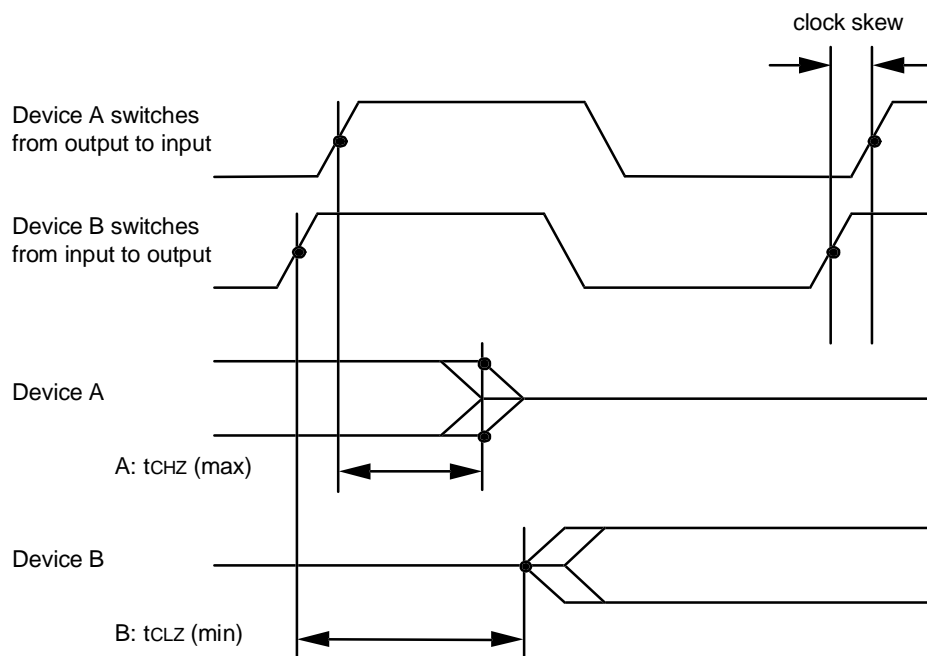 clock skew
Device A switches
from output to input
Device B switches
from input to output
Device A
A: tCHZ (max)
Device B
B: tCLZ (min)